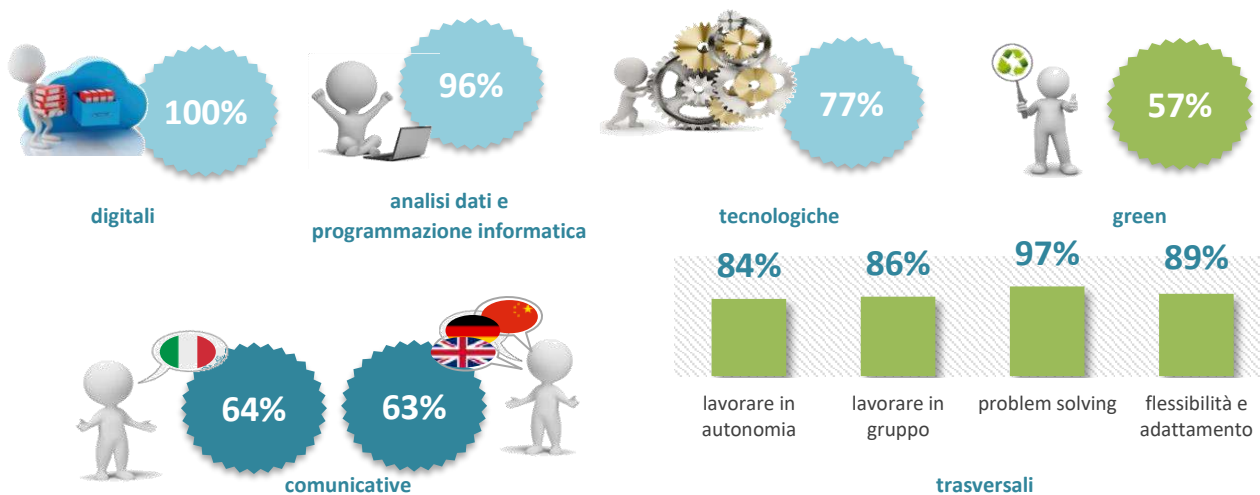 100%
96%
77%
57%
digitali
analisi dati e
programmazione informatica
tecnologiche
green
84%
86%
97%
89%
64%
63%
lavorare in
autonomia
lavorare in
gruppo
problem solving
flessibilità e
adattamento
comunicative
trasversali